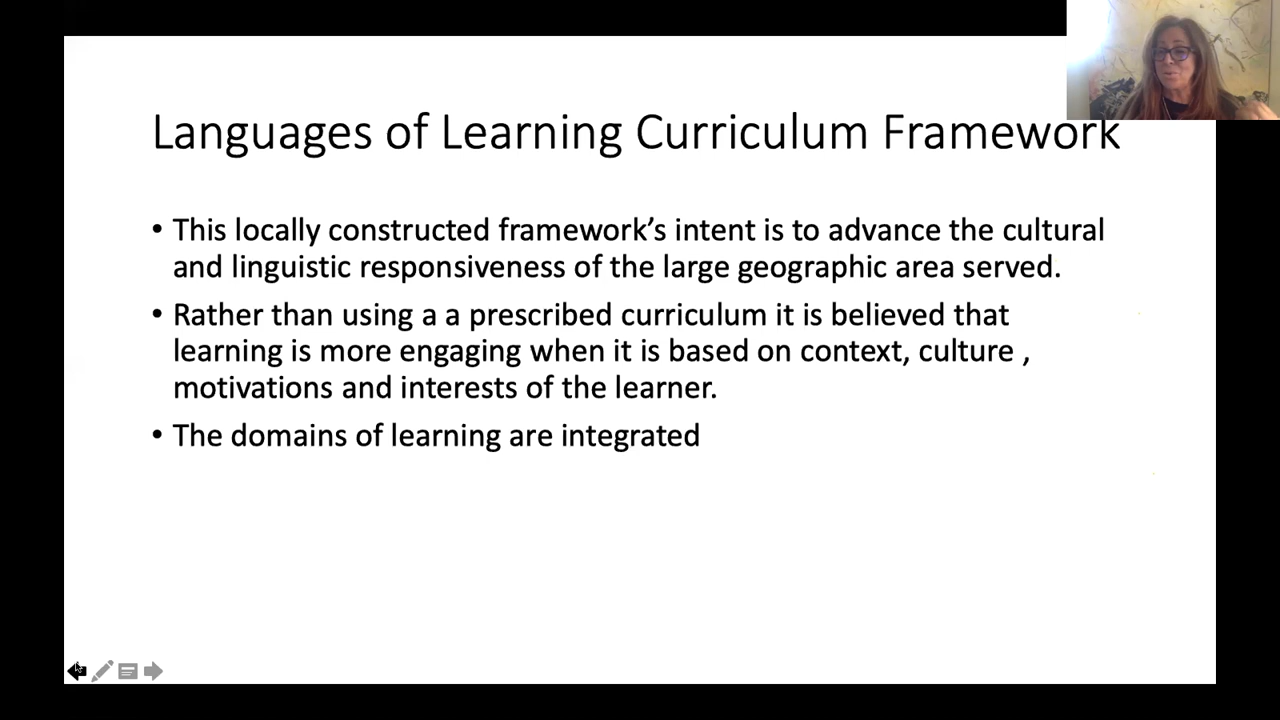 Languages of Learning Curriculum Framework
• This locally constructed framework’s intent is to advance the cultural
and linguistic responsiveness of the large geographic area served.
• Rather than using a a prescribed curriculum it is believed that
learning is more engaging when it is based on context, culture ,
motivations and interests of the learner.
• The domains of learning are integrated